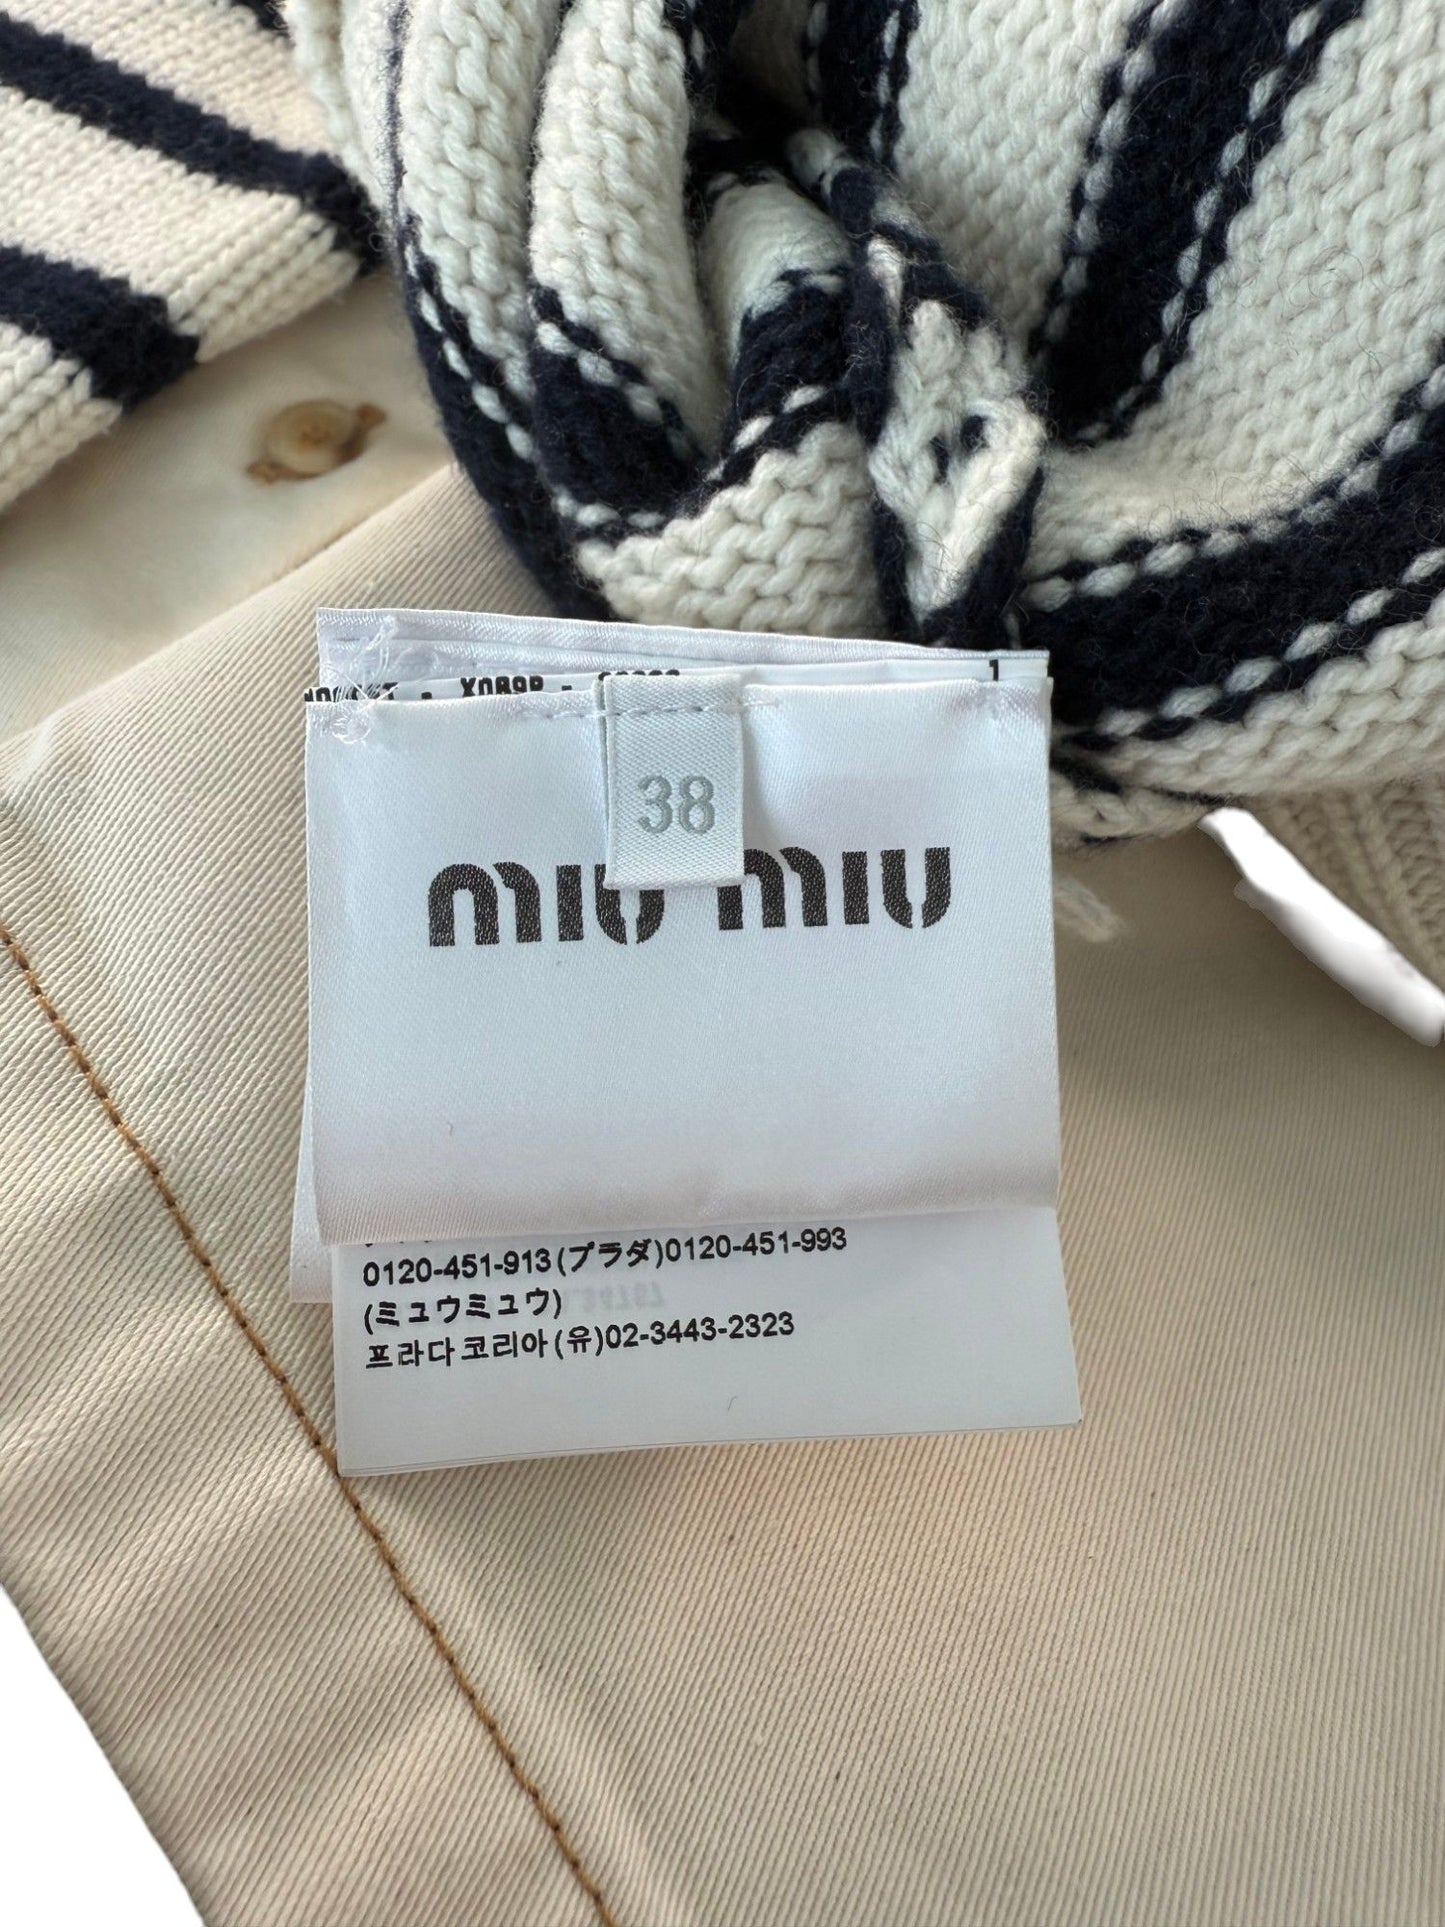 1
38
miu miu
0120-451-913(プラダ)0120-451-993
(ミュウミュウ)
프라다코리아(유)02-3443-2323